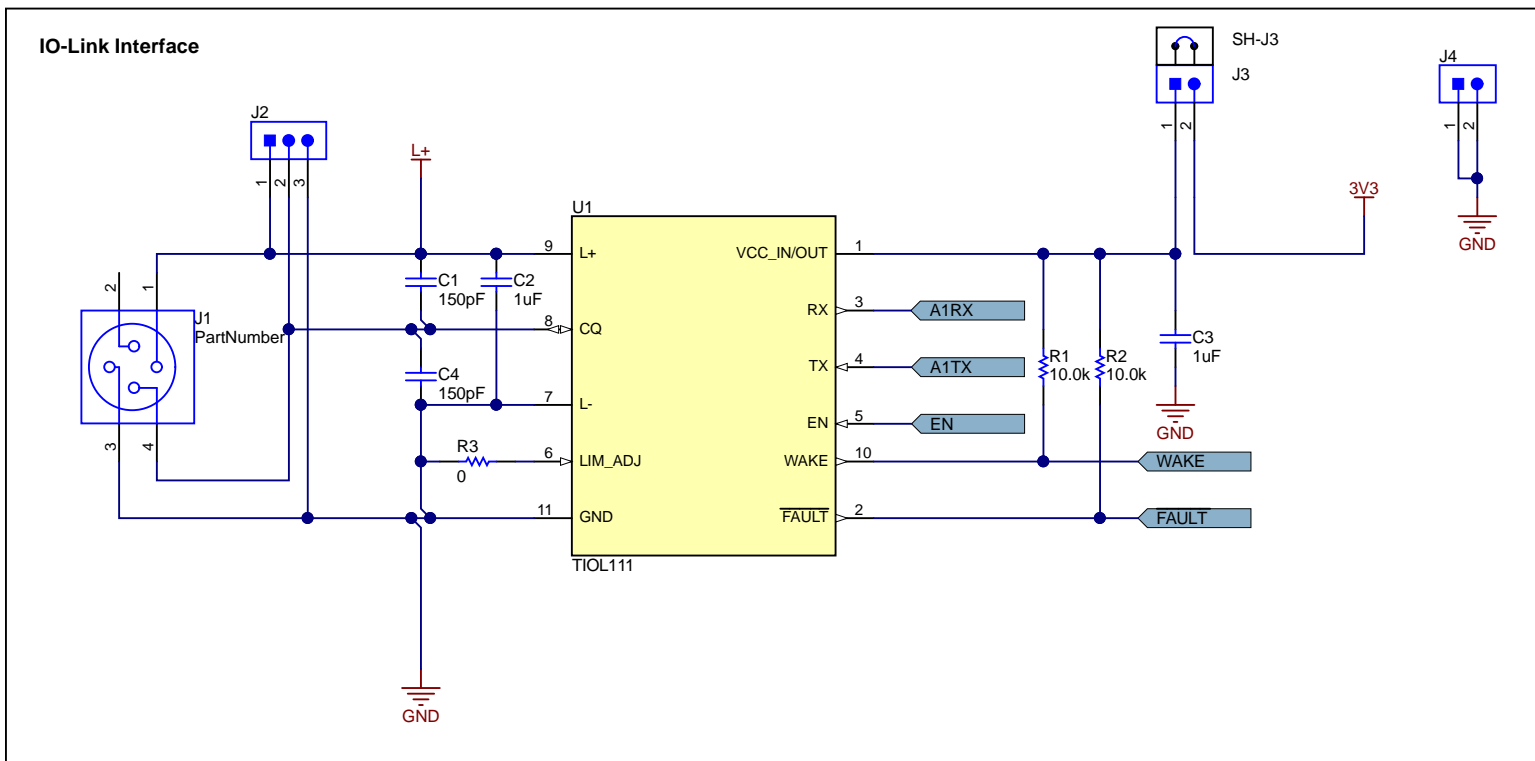 IO-Link Interface
SH-J3
J3
J4
J2
1
2
3
L+
1
2
1
2
3V3
GND
U1
9
L+
VCC_IN/OUT
1
2
1
C1
150pF
C2
1uF
J1
PartNumber
8
CQ
RX
3
A1RX
C3
1uF
C4
150pF
TX
4
A1TX
R1
10.0k
R2
10.0k
7
L-
EN
5
EN
GND
3
4
R3
0
6
LIM_ADJ
WAKE
10
WAKE
11
GND
FAULT
2
FAULT
TIOL111
GND